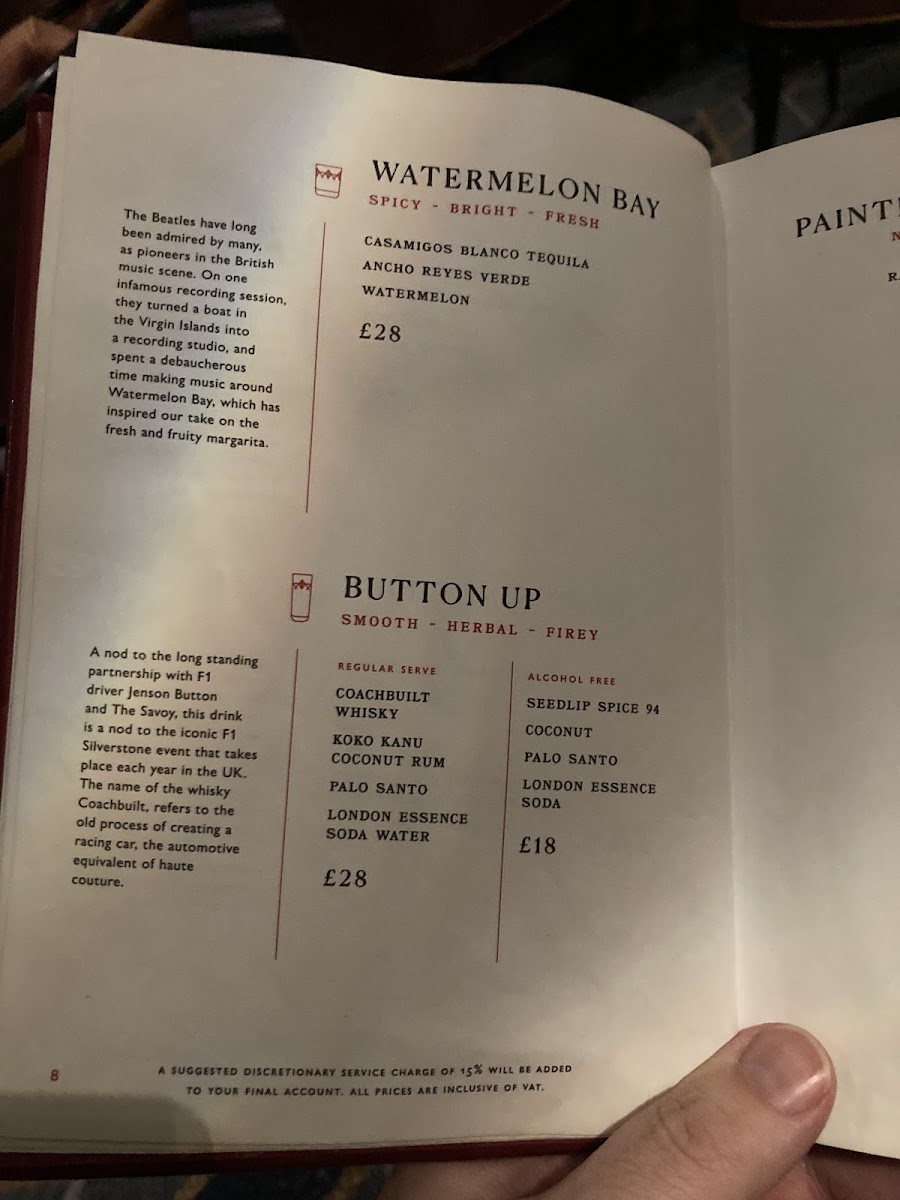 WATERMELON BAY
SPICY - BRIGHT - FRESH
The Beatles have long
been admired by many,
as pioneers in the British
music scene. On one
infamous recording session,
they turned a boat in
the Virgin Islands into
a recording studio, and
spent a debaucherous
time making music around
Watermelon Bay, which has
inspired our take on the
fresh and fruity margarita.
CASAMIGOS BLANCO TEQUILA
ANCHO REYES VERDE
WATERMELON
£28
BUTTON UP
SMOOTH - HERBAL - FIREY
A nod to the long standing
partnership with F1
driver Jenson Button
and The Savoy, this drink
is a nod to the iconic F1
Silverstone event that takes
place each year in the UK.
The name of the whisky
Coachbuilt, refers to the
old process of creating a
racing car, the automotive
equivalent of haute
couture.
REGULAR SERVE
COACHBUILT
WHISKY
KOKO KANU
COCONUT RUM
PALO SANTO
LONDON ESSENCE
SODA WATER
£28
ALCOHOL FREE
SEEDLIP SPICE 94
COCONUT
PALO SANTO
LONDON ESSENCE
SODA
£18
8
A SUGGESTED DISCRETIONARY SERVICE CHARGE OF 15% WILL BE ADDED
TO YOUR FINAL ACCOUNT. ALL PRICES ARE INCLUSIVE OF VAT.